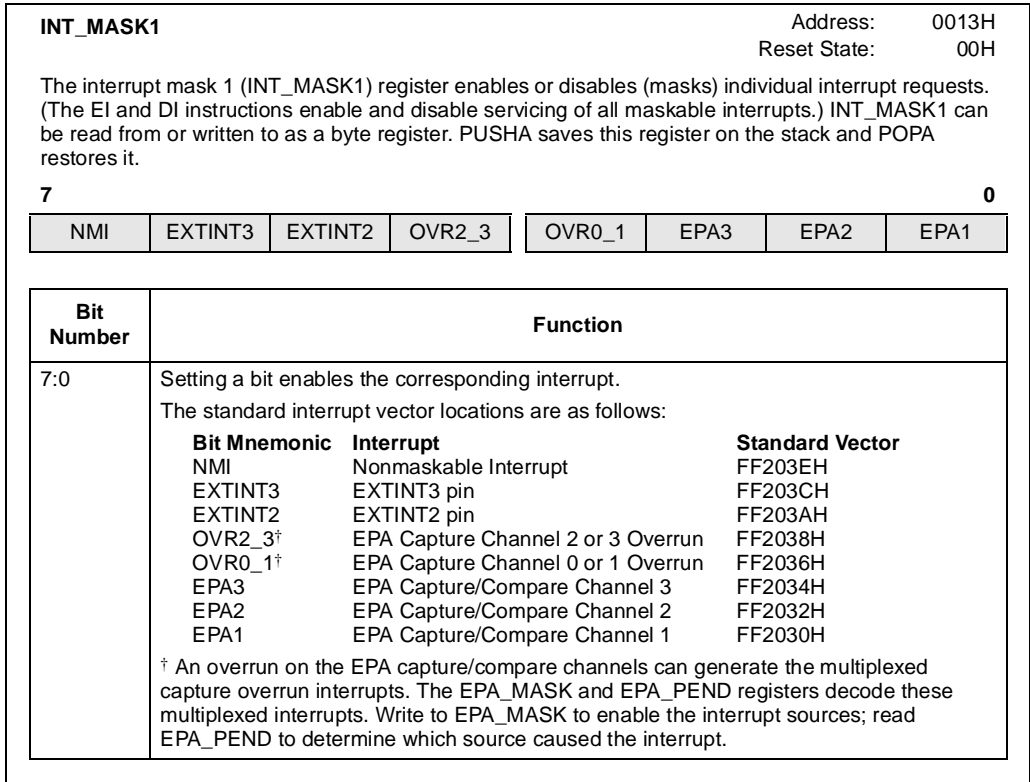 INT_MASK1 Address: 0013H
Reset State: 00H
The interrupt mask 1 (INT_MASK1) register enables or disables (masks) individual interrupt requests.
(The EI and DI instructions enable and disable servicing of all maskable interrupts.) INT_MASK1 can
be read from or written to as a byte register. PUSHA saves this register on the stack and POPA
restores it.
7 0
NMI EXTINT3 EXTINT2 OVR2_3 OVR0_1 EPA3 EPA2 EPA1
Bit
Number Function
7:0 Setting a bit enables the corresponding interrupt.
The standard interrupt vector locations are as follows:
Bit Mnemonic Interrupt Standard Vector
NMI Nonmaskable Interrupt FF203EH
EXTINT3 EXTINT3 pin FF203CH
EXTINT2 EXTINT2 pin FF203AH
OVR2_3† EPA Capture Channel 2 or 3 Overrun FF2038H
OVR0_1† EPA Capture Channel 0 or 1 Overrun FF2036H
EPA3 EPA Capture/Compare Channel 3 FF2034H
EPA2 EPA Capture/Compare Channel 2 FF2032H
EPA1 EPA Capture/Compare Channel 1 FF2030H
† An overrun on the EPA capture/compare channels can generate the multiplexed
capture overrun interrupts. The EPA_MASK and EPA_PEND registers decode these
multiplexed interrupts. Write to EPA_MASK to enable the interrupt sources; read
EPA_PEND to determine which source caused the interrupt.